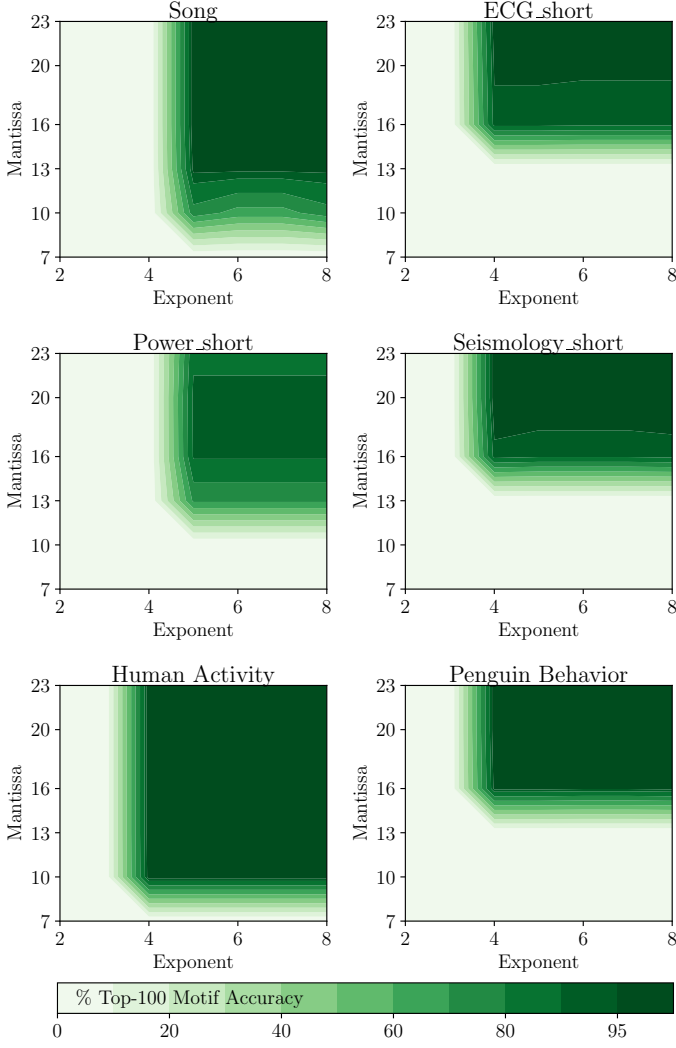 Song
ECG_short
23
20
16
13
10
7
Mantissa
2 4 6 8
Exponent
23
20
16
13
10
7
Mantissa
2 4 6 8
Exponent
Power_short
Seismology_short
23
20
16
13
10
7
Mantissa
2 4 6 8
Exponent
23
20
16
13
10
7
Mantissa
2 4 6 8
Exponent
Human Activity
Penguin Behavior
23
20
16
13
10
7
Mantissa
2 4 6 8
Exponent
23
20
16
13
10
7
Mantissa
2 4 6 8
Exponent
% Top-100 Motif Accuracy
0 20 40 60 80 95